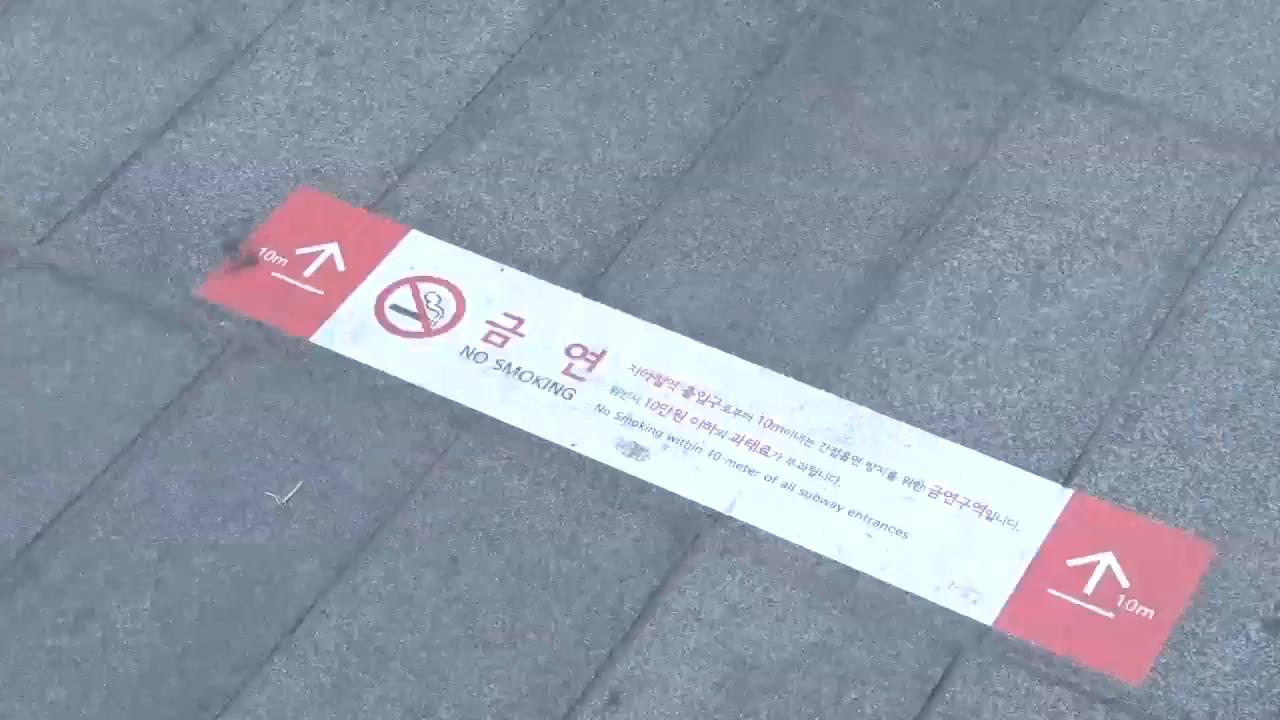 10m
금 연
NO SMOKING
지하철역 출입구로부터 10m이내는 간접흡연 방지를 위한 금연구역입니다.
위반시 10만원 이하의 과태료가 부과됩니다.
No Smoking within 10 meter of all subway entrances
10m